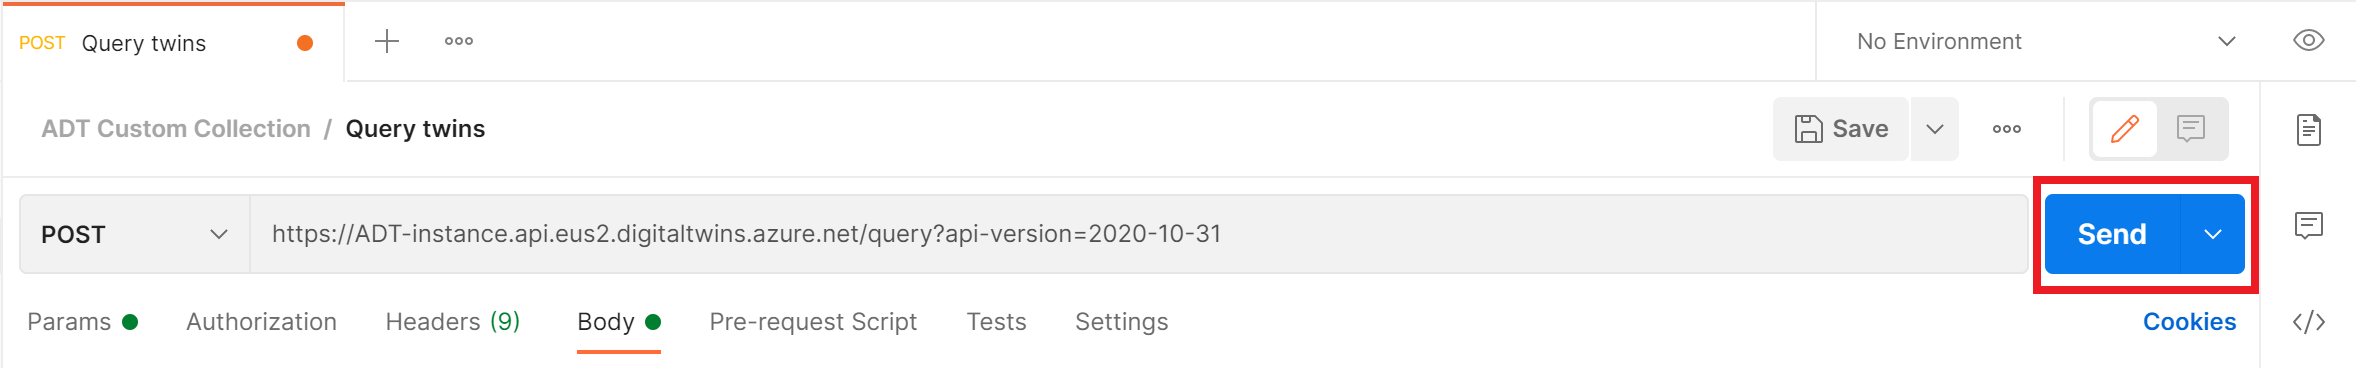 POST Query twins No Environment
ADT Custom Collection / Query twins Save
POST https://ADT-instance.api.eus2.digitaltwins.azure.net/query?api-version=2020-10-31 Send
Params Authorization Headers (9) Body Pre-request Script Tests Settings Cookies